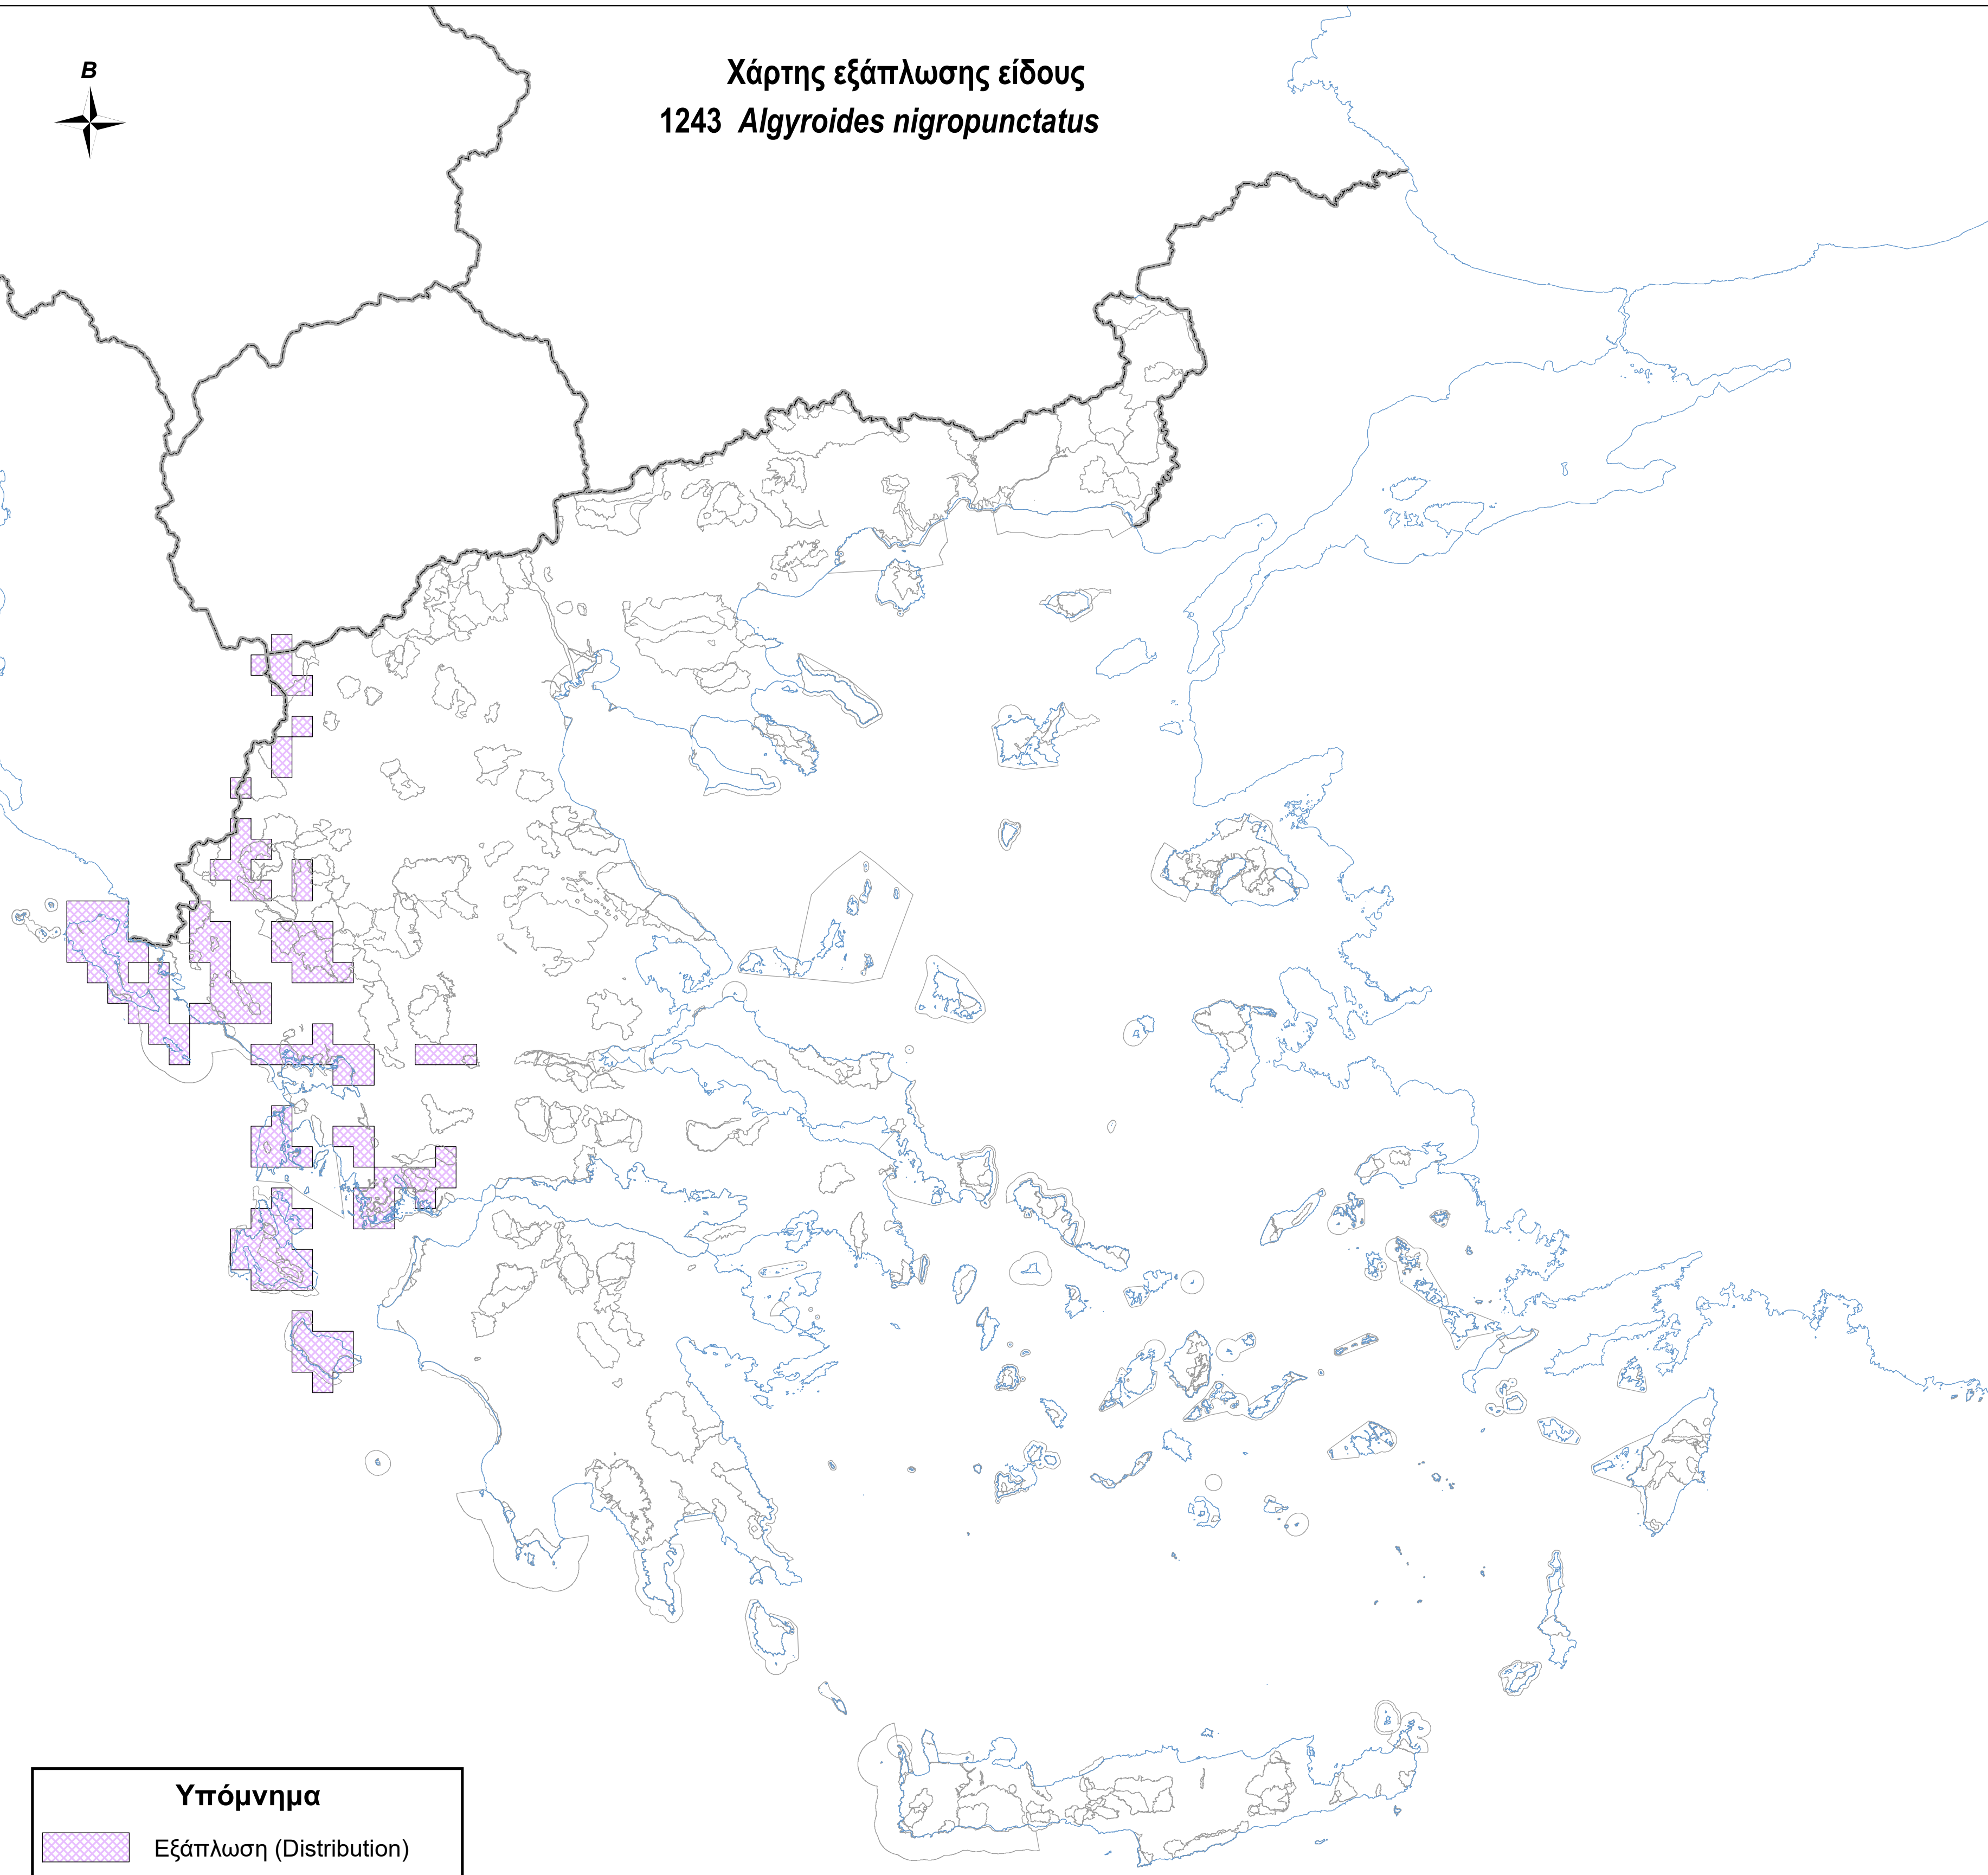 Χάρτης εξάπλωσης είδους
1243 Algyroides nigropunctatus
Β
Υπόμνημα
Εξάπλωση (Distribution)